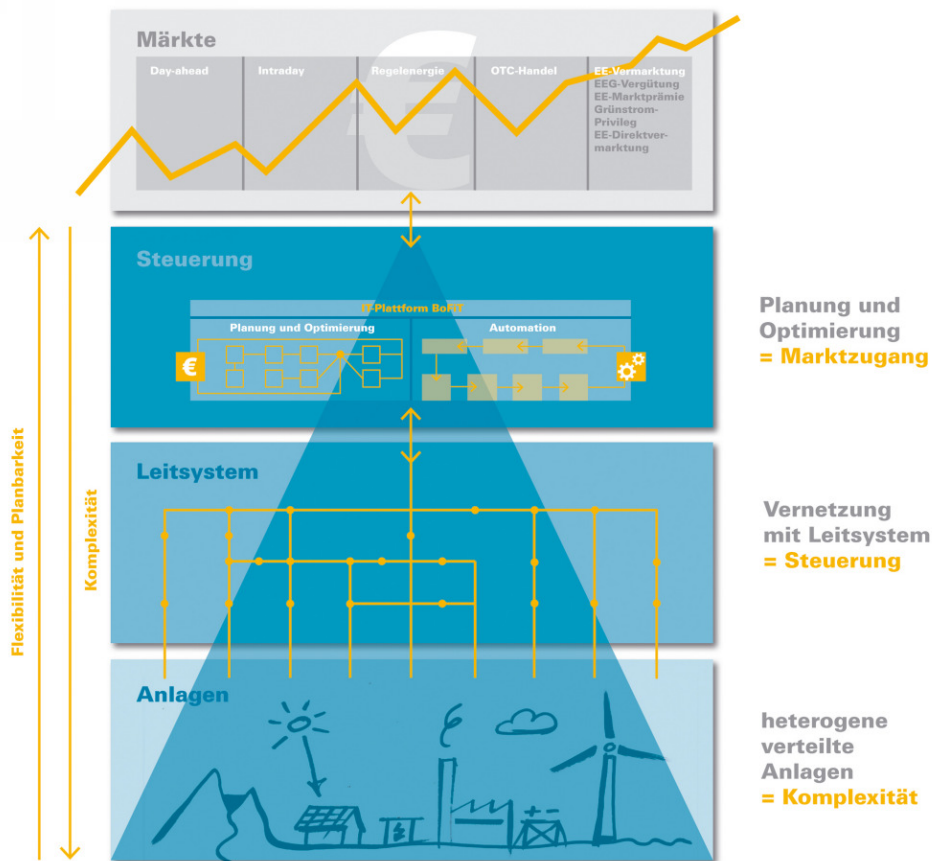 Märkte
Day-ahead
Intraday
Regelenergie
OTC-Handel
EE-Vermarktung
EEG-Vergütung
EE-Marktprämie
Grünstrom-
Privileg
EE-Direktver-
marktung
€
Steuerung
IT-Plattform BoFiT
Planung und Optimierung
Automation
€
Planung und
Optimierung
= Marktzugang
Leitsystem
Vernetzung
mit Leitsystem
= Steuerung
Anlagen
heterogene
verteilte
Anlagen
= Komplexität
Flexibilität und Planbarkeit
Komplexität